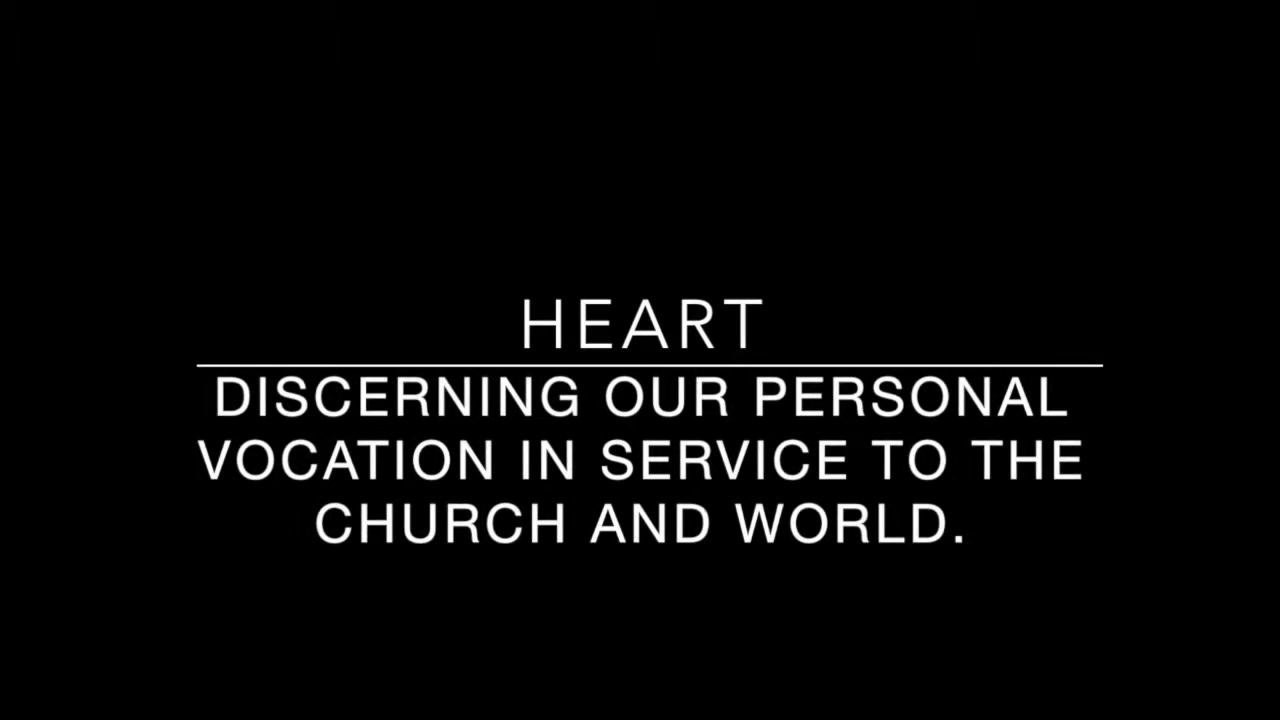 HEART
DISCERNING OUR PERSONAL
VOCATION IN SERVICE TO THE
CHURCH AND WORLD.